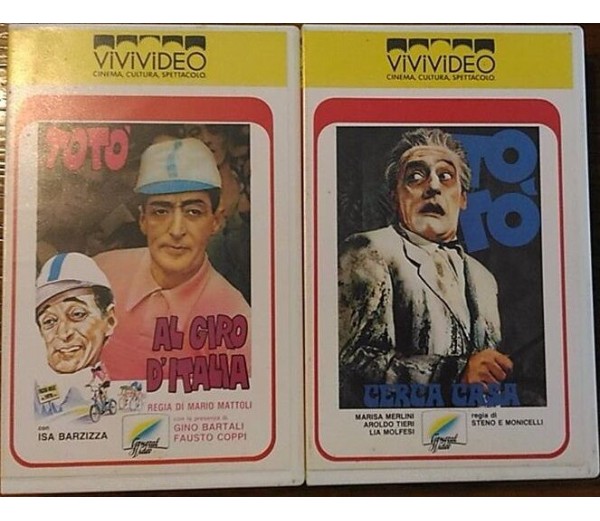 ViViViDEO
CINEMA, CULTURA, SPETTACOLO.
TOTO'
AL GIRO
D'ITALIA
REGIA DI MARIO MATTOLI
con
ISA BARZIZZA
con la presenza di
GINO BARTALI
FAUSTO COPPI
ViViViDEO
CINEMA, CULTURA, SPETTACOLO.
TO
TÒ
CERCA CASA
MARISA MERLINI
AROLDO TIERI
LIA MOLFESI
regia di
STENO E MONICELLI